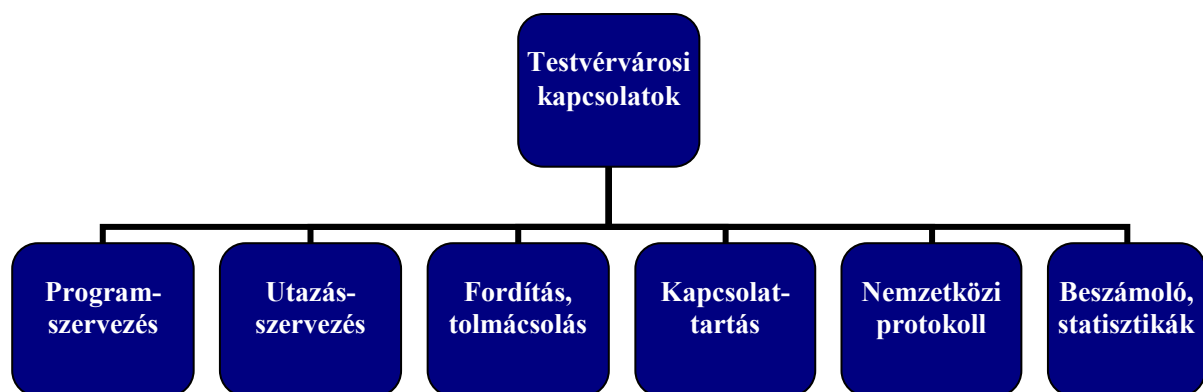 Testvérvárosi
kapcsolatok
Program-
szervezés
Utazás-
szervezés
Fordítás,
tolmácsolás
Kapcsolat-
tartás
Nemzetközi
protokoll
Beszámoló,
statisztikák